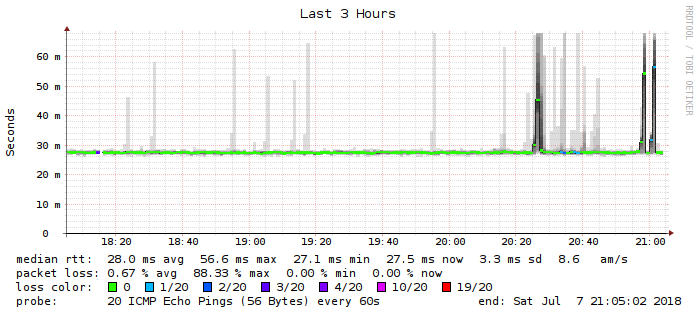 Last 3 Hours
RRDTOOL / TOBI OETIKER
Seconds
60 m
50 m
40 m
30 m
20 m
10 m
0
18:20 18:40 19:00 19:20 19:40 20:00 20:20 20:40 21:00
median rtt: 28.0 ms avg 56.6 ms max 27.1 ms min 27.5 ms now 3.3 ms sd 8.6 am/s
packet loss: 0.67 % avg 88.33 % max 0.00 % min 0.00 % now
loss color: 0 1/20 2/20 3/20 4/20 10/20 19/20
probe: 20 ICMP Echo Pings (56 Bytes) every 60s end: Sat Jul 7 21:05:02 2018